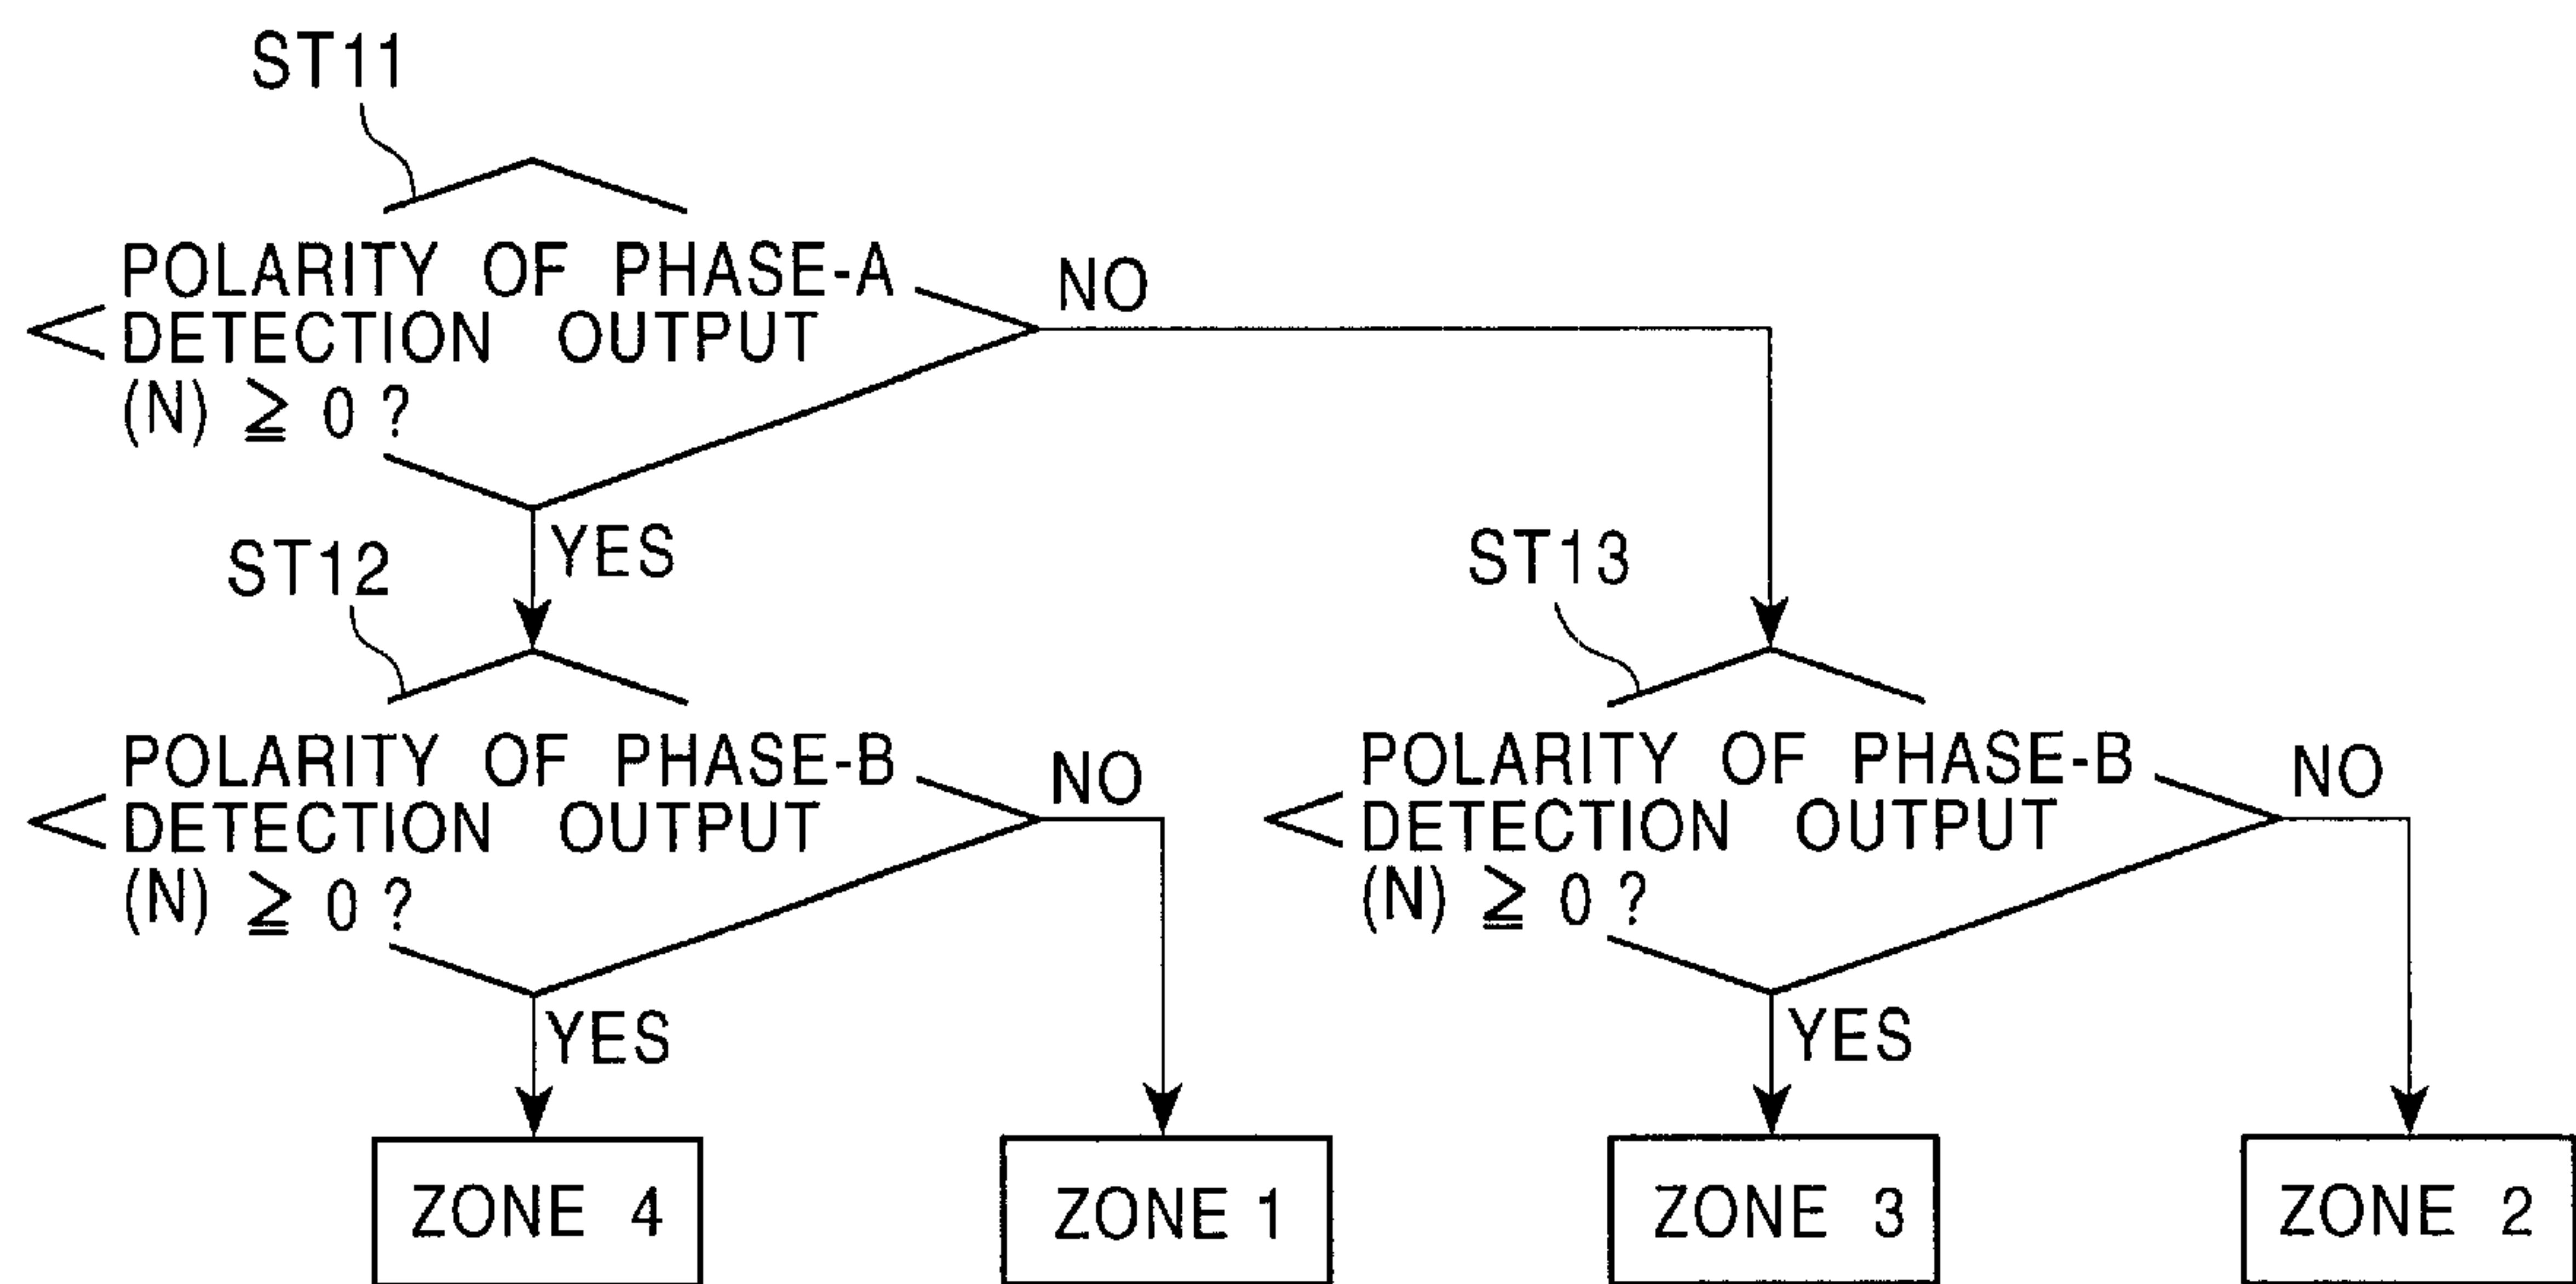 ST11
POLARITY OF PHASE-A
DETECTION OUTPUT
(N) ≧ 0 ?
NO
YES
ST12
POLARITY OF PHASE-B
DETECTION OUTPUT
(N) ≧ 0 ?
NO
YES
ST13
POLARITY OF PHASE-B
DETECTION OUTPUT
(N) ≧ 0 ?
NO
YES
ZONE 4
ZONE 1
ZONE 3
ZONE 2